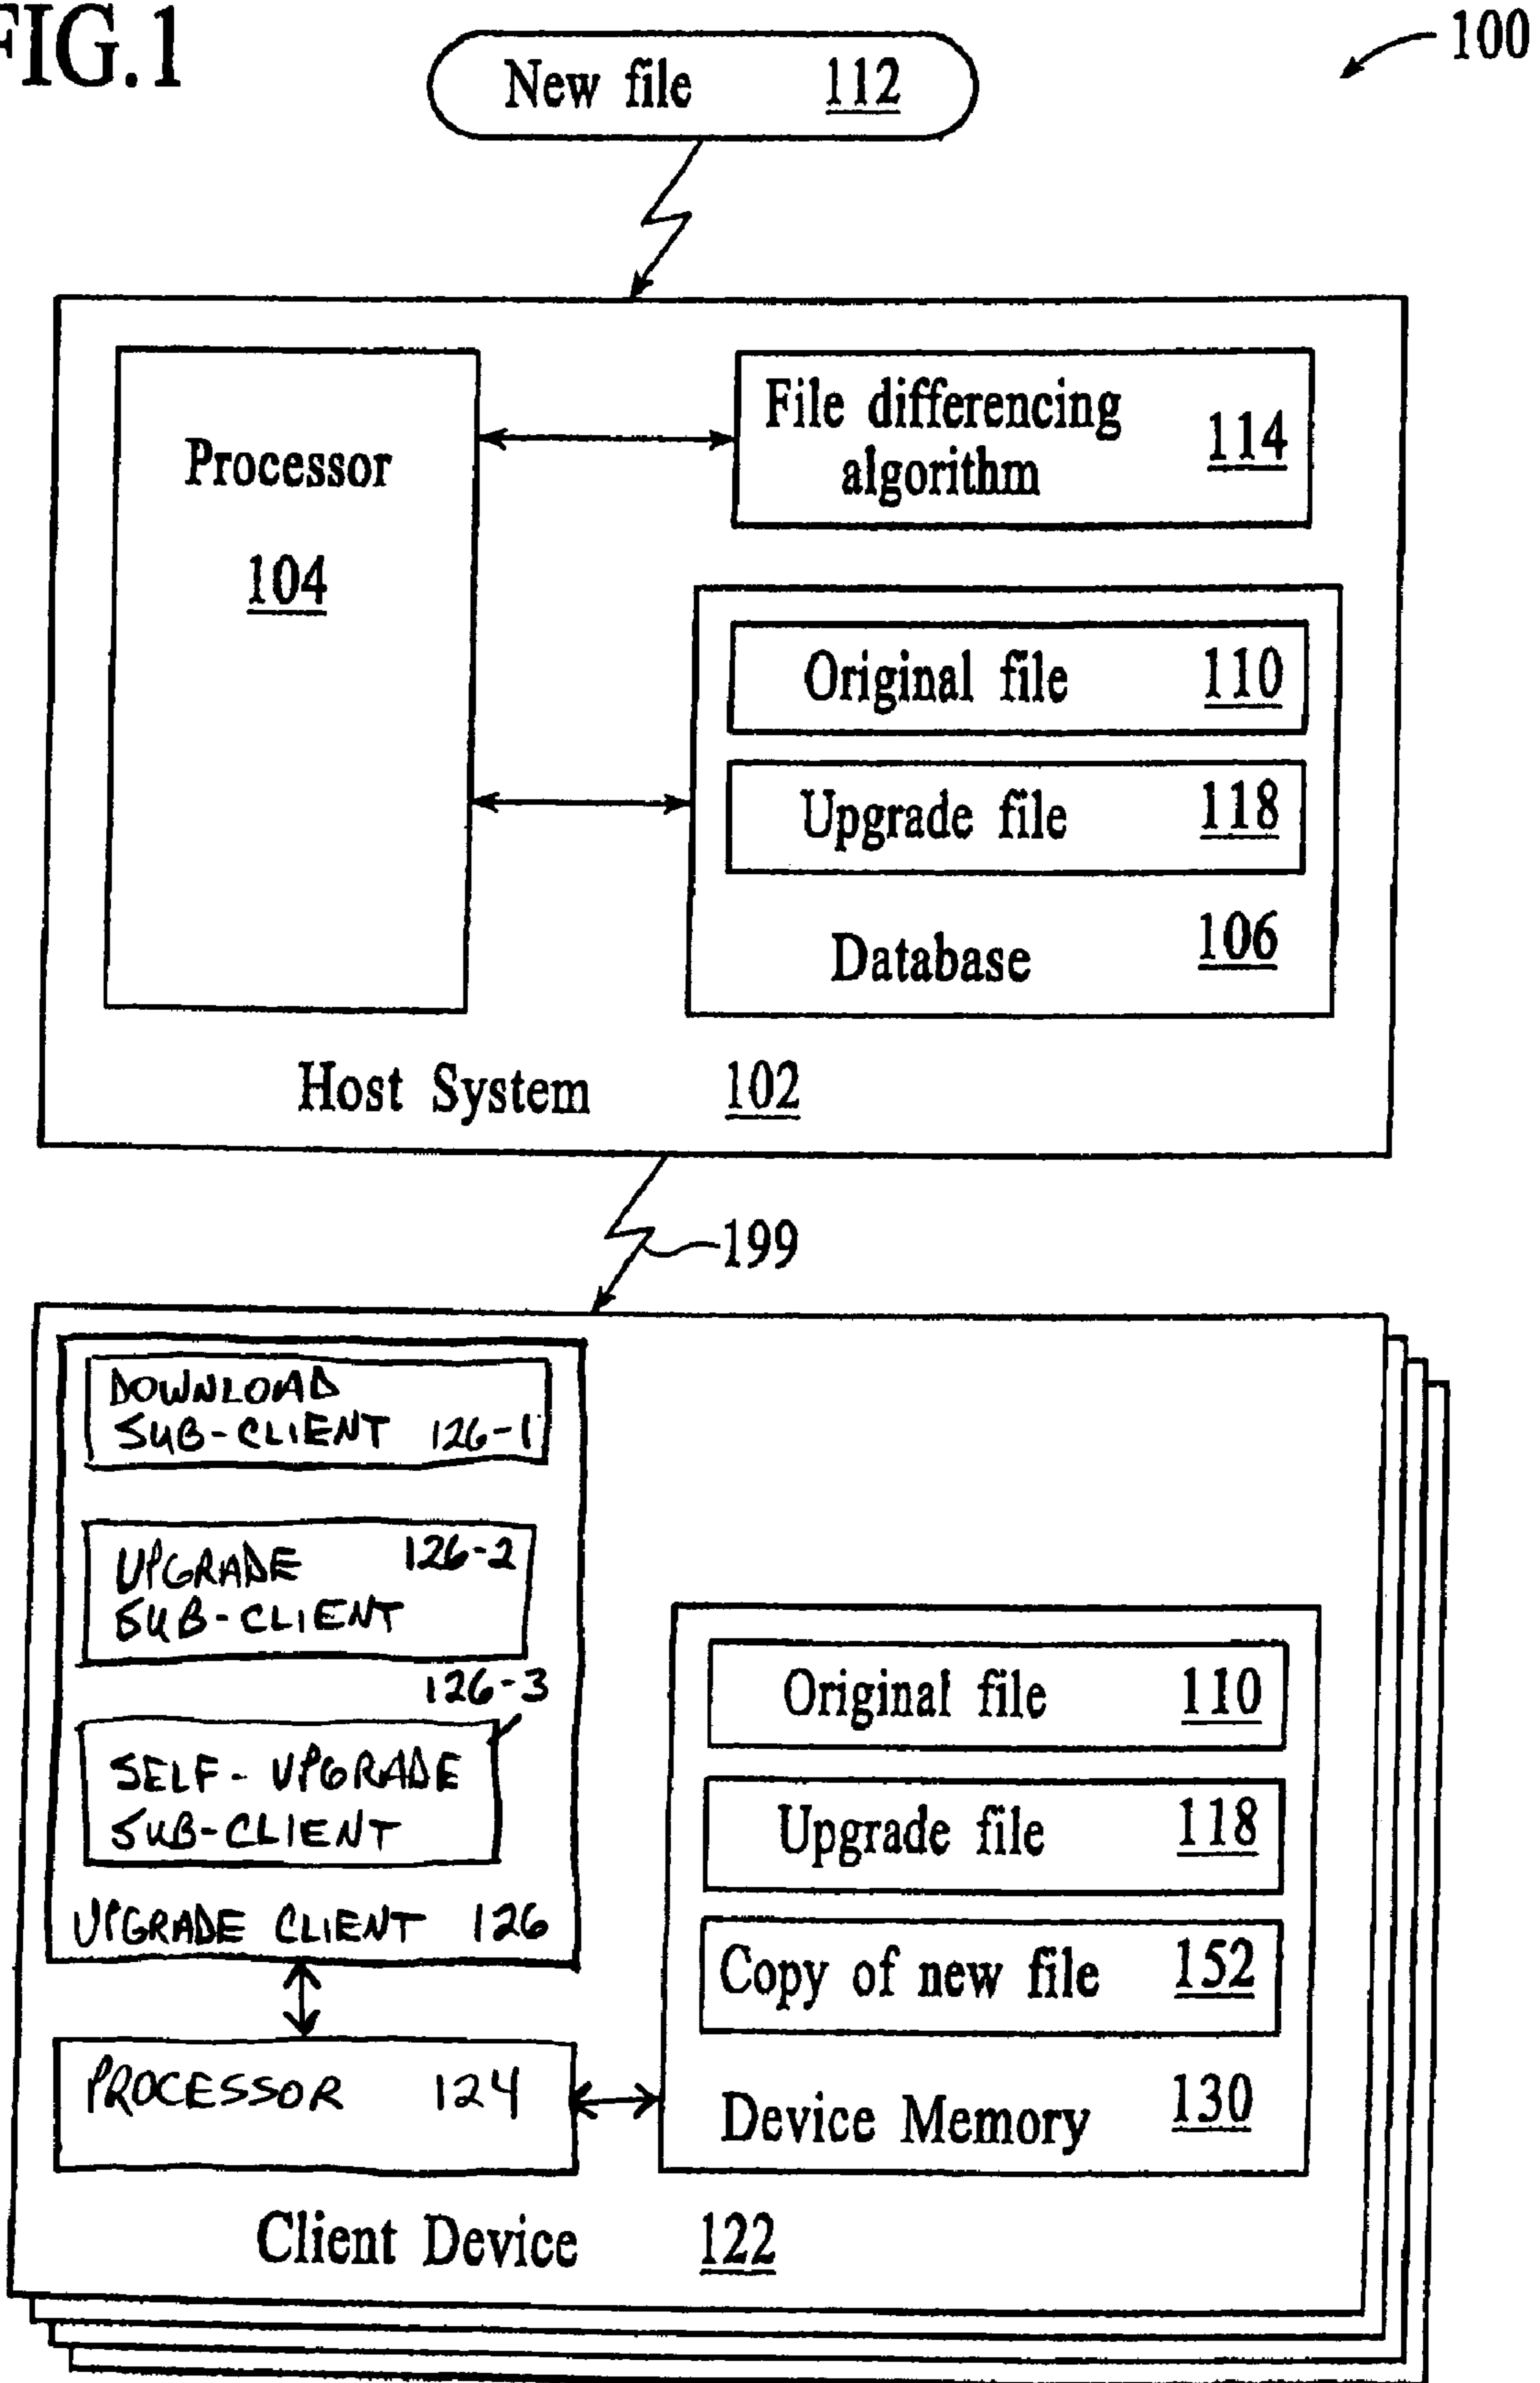 FIG.1
100
New file 112
Processor
104
File differencing
algorithm 114
Original file 110
Upgrade file 118
Database 106
Host System 102
199
DOWNLOAD
SUB-CLIENT 126-1
UPGRADE 126-2
SUB-CLIENT
126-3
SELF-UPGRADE
SUB-CLIENT
UPGRADE CLIENT 126
PROCESSOR 124
Original file 110
Upgrade file 118
Copy of new file 152
Device Memory 130
Client Device 122